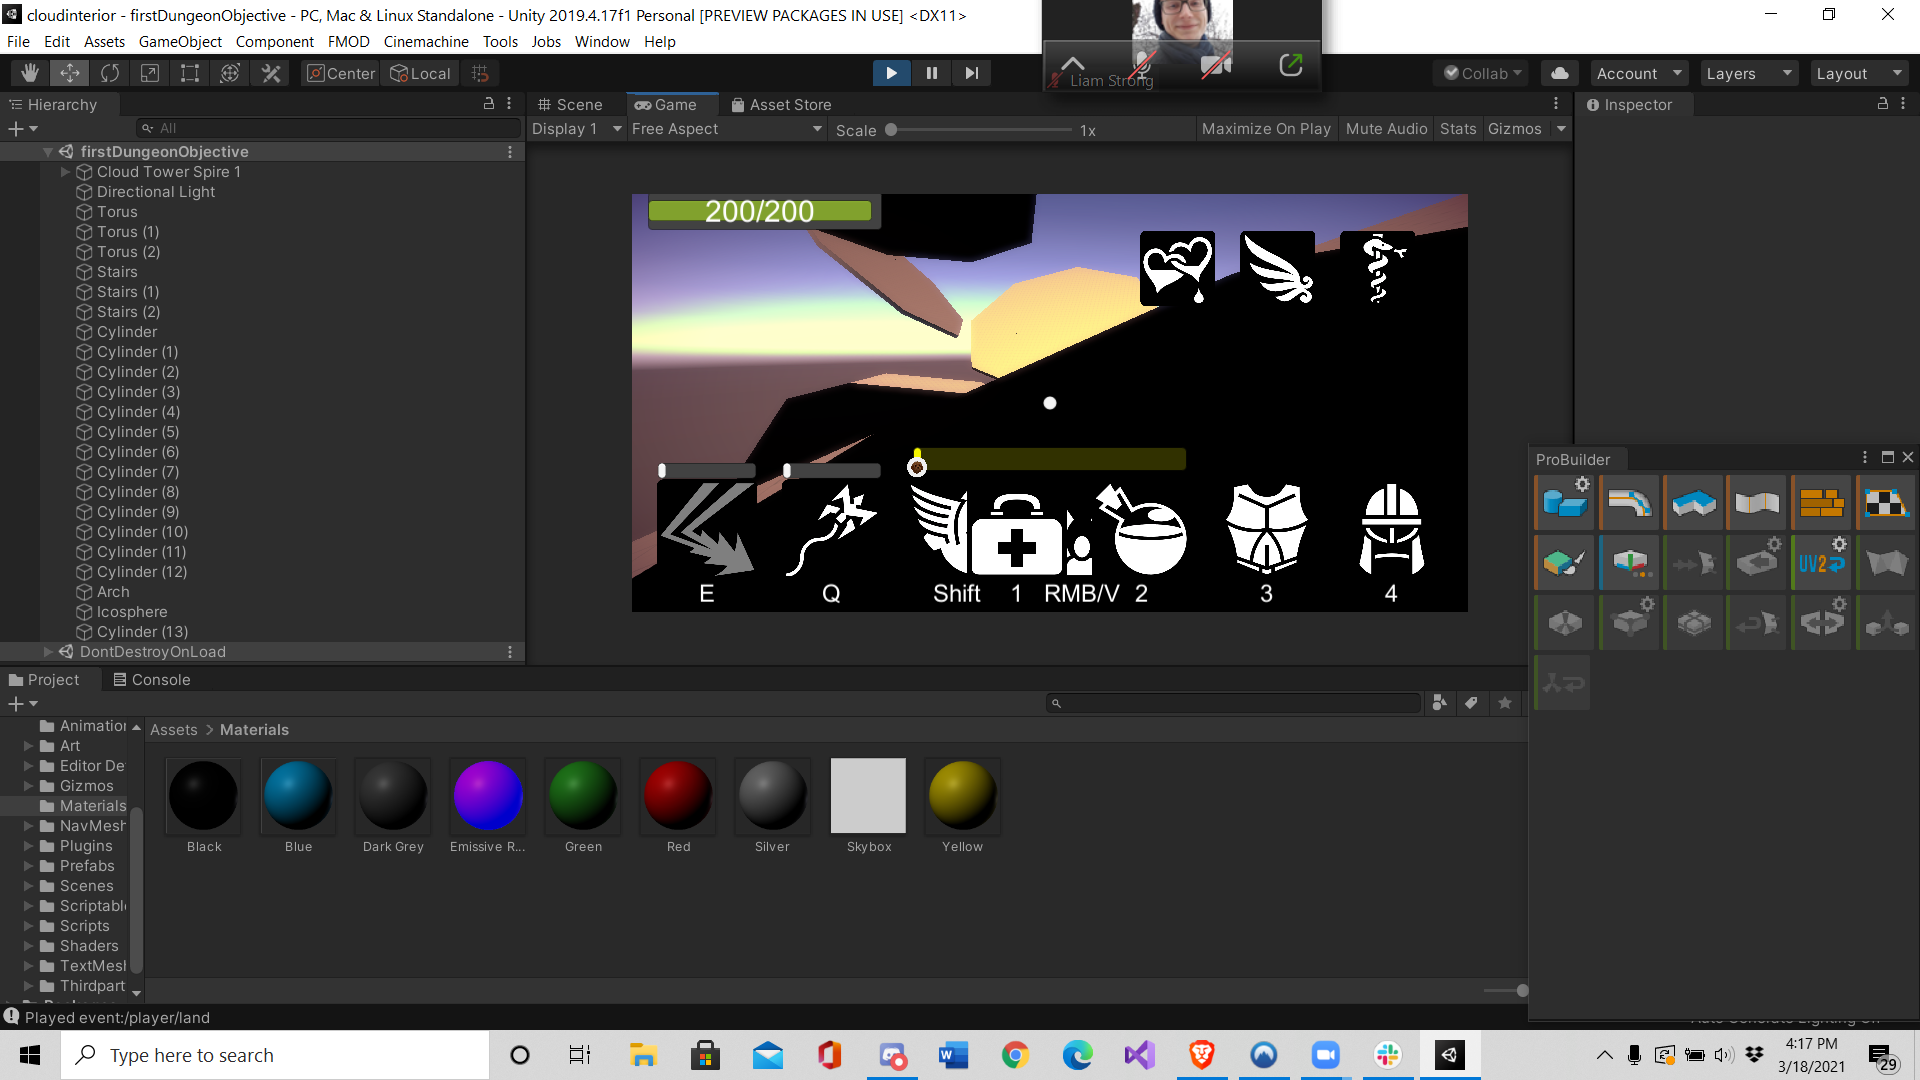 cloudinterior - firstDungeonObjective - PC, Mac & Linux Standalone - Unity 2019.4.17f1 Personal [PREVIEW PACKAGES IN USE] <DX11>
File Edit Assets GameObject Component FMOD Cinemachine Tools Jobs Window Help
Liam Strong
Center Local Collab Account Layers Layout
Hierarchy
All
firstDungeonObjective
Cloud Tower Spire 1
Directional Light
Torus
Torus (1)
Torus (2)
Stairs
Stairs (1)
Stairs (2)
Cylinder
Cylinder (1)
Cylinder (2)
Cylinder (3)
Cylinder (4)
Cylinder (5)
Cylinder (6)
Cylinder (7)
Cylinder (8)
Cylinder (9)
Cylinder (10)
Cylinder (11)
Cylinder (12)
Arch
Icosphere
Cylinder (13)
DontDestroyOnLoad
Scene Game Asset Store
Display 1 Free Aspect Scale 1x Maximize On Play Mute Audio Stats Gizmos
200/200
E Q Shift 1 RMB/V 2 3 4
Inspector
ProBuilder
UV2
Project Console
Animation
Art
Editor De
Gizmos
Materials
NavMesh
Plugins
Prefabs
Scenes
Scriptable
Scripts
Shaders
TextMesh
Thirdpart
Assets > Materials
Black Blue Dark Grey Emissive R... Green Red Silver Skybox Yellow
Played event:/player/land
Type here to search
4:17 PM
3/18/2021
29